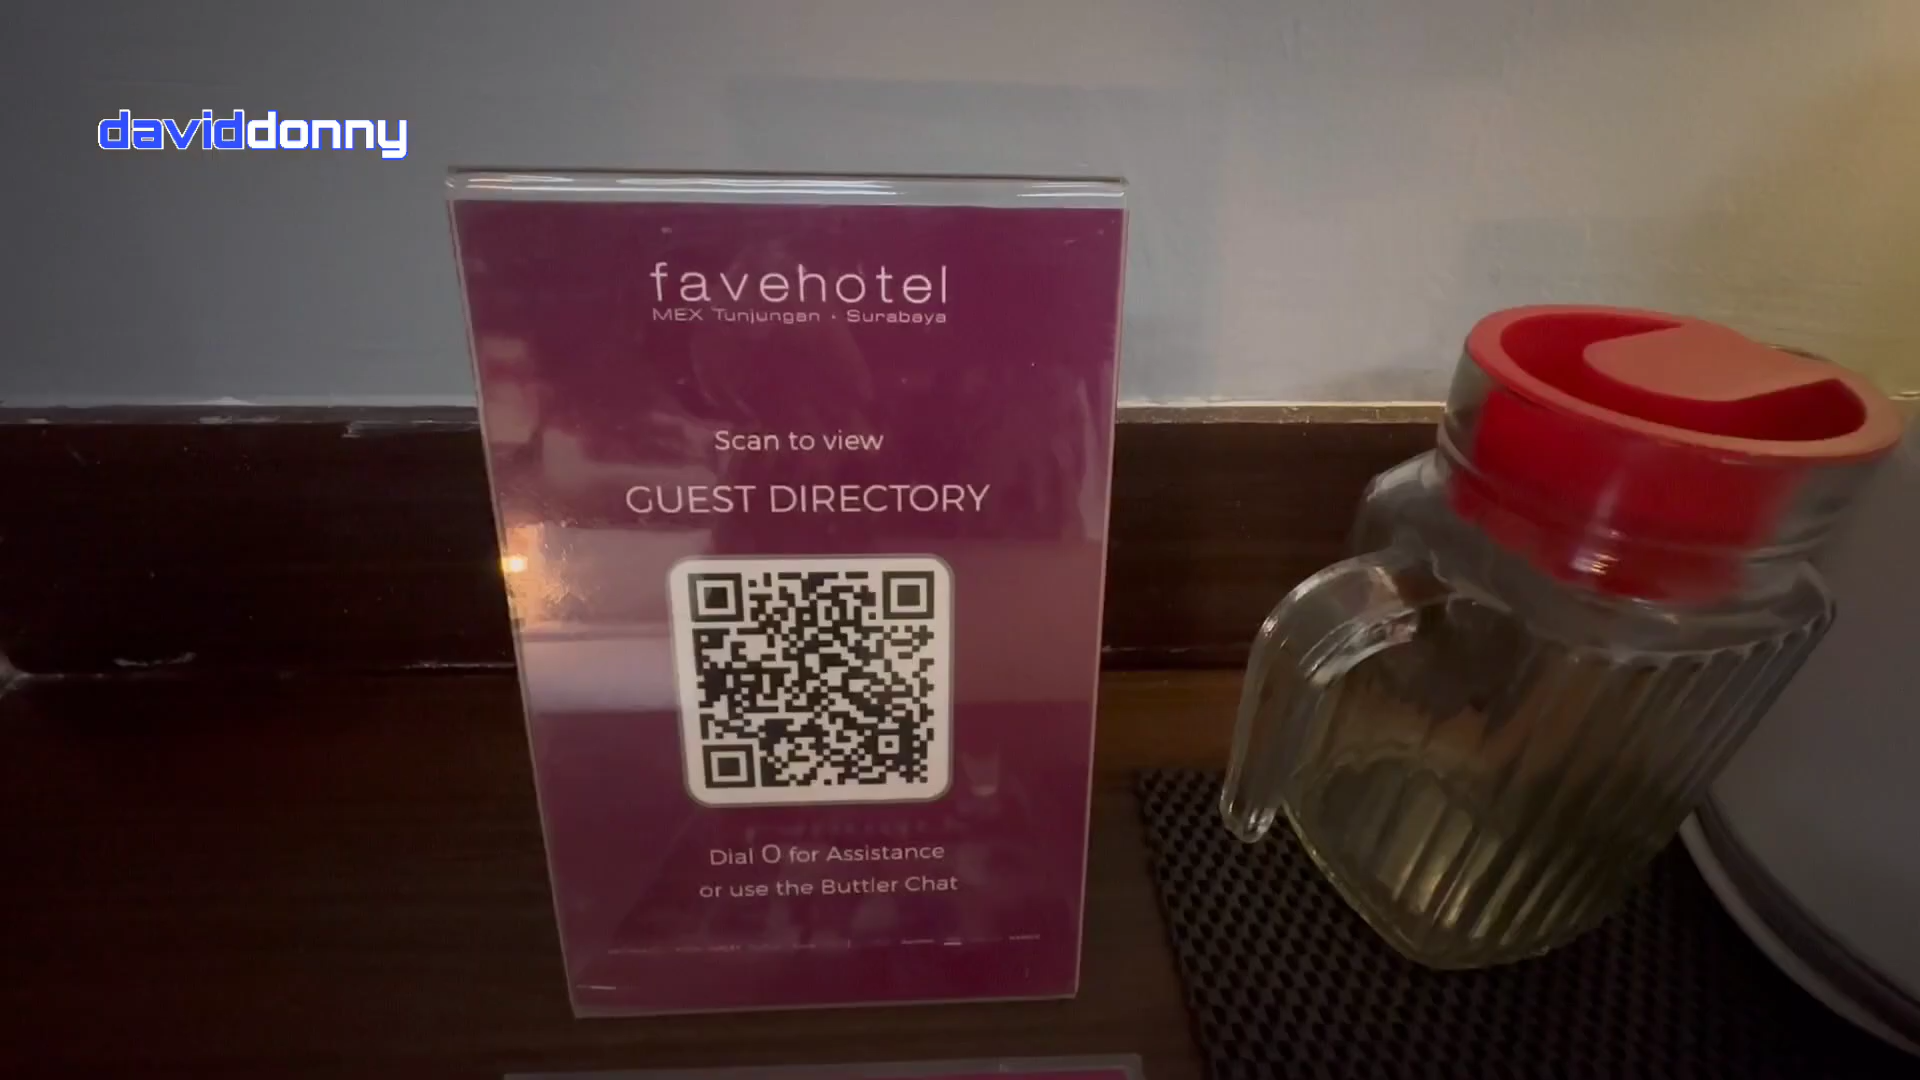 daviddonny
favehotel
MEX Tunjungan • Surabaya
Scan to view
GUEST DIRECTORY
Dial 0 for Assistance
or use the Buttler Chat